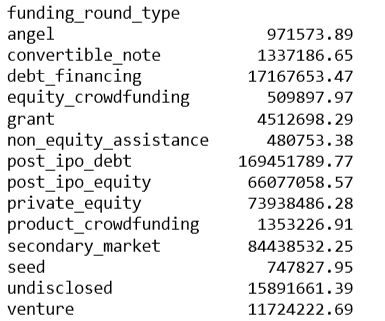 funding_round_type
angel 971573.89
convertible_note 1337186.65
debt_financing 17167653.47
equity_crowdfunding 509897.97
grant 4512698.29
non_equity_assistance 480753.38
post_ipo_debt 169451789.77
post_ipo_equity 66077058.57
private_equity 73938486.28
product_crowdfunding 1353226.91
secondary_market 84438532.25
seed 747827.95
undisclosed 15891661.39
venture 11724222.69